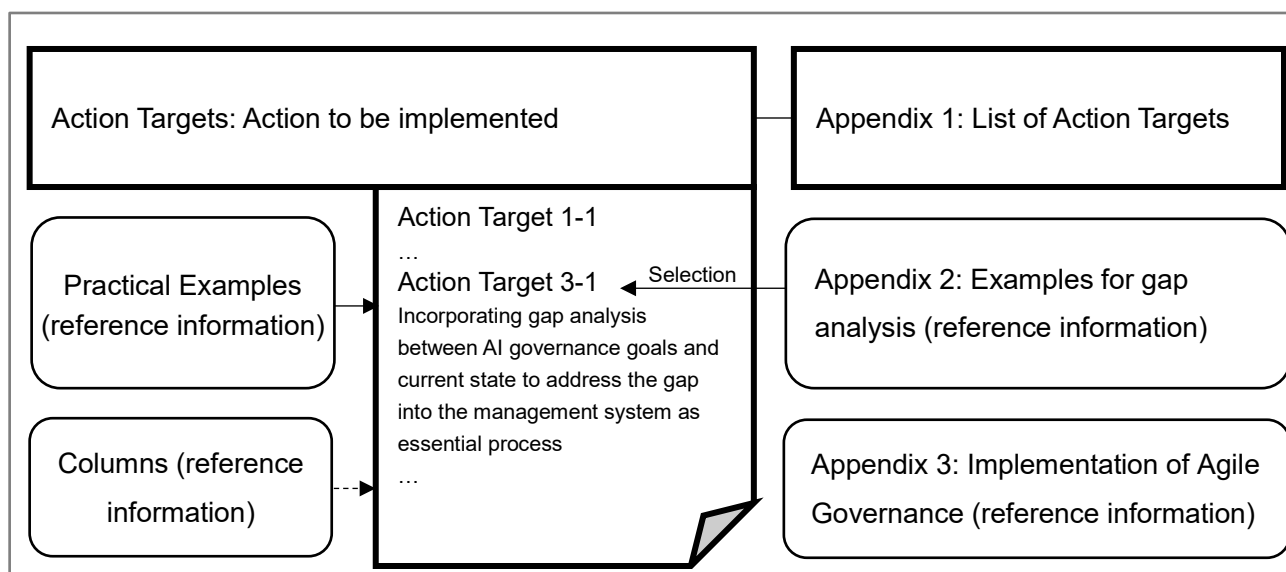 Action Targets: Action to be implemented
Appendix 1: List of Action Targets
Practical Examples
(reference information)
Columns (reference
information)
Action Target 1-1
…
Action Target 3-1
Incorporating gap analysis
between AI governance goals and
current state to address the gap
into the management system as
essential process
…
Selection
Appendix 2: Examples for gap
analysis (reference information)
Appendix 3: Implementation of Agile
Governance (reference information)